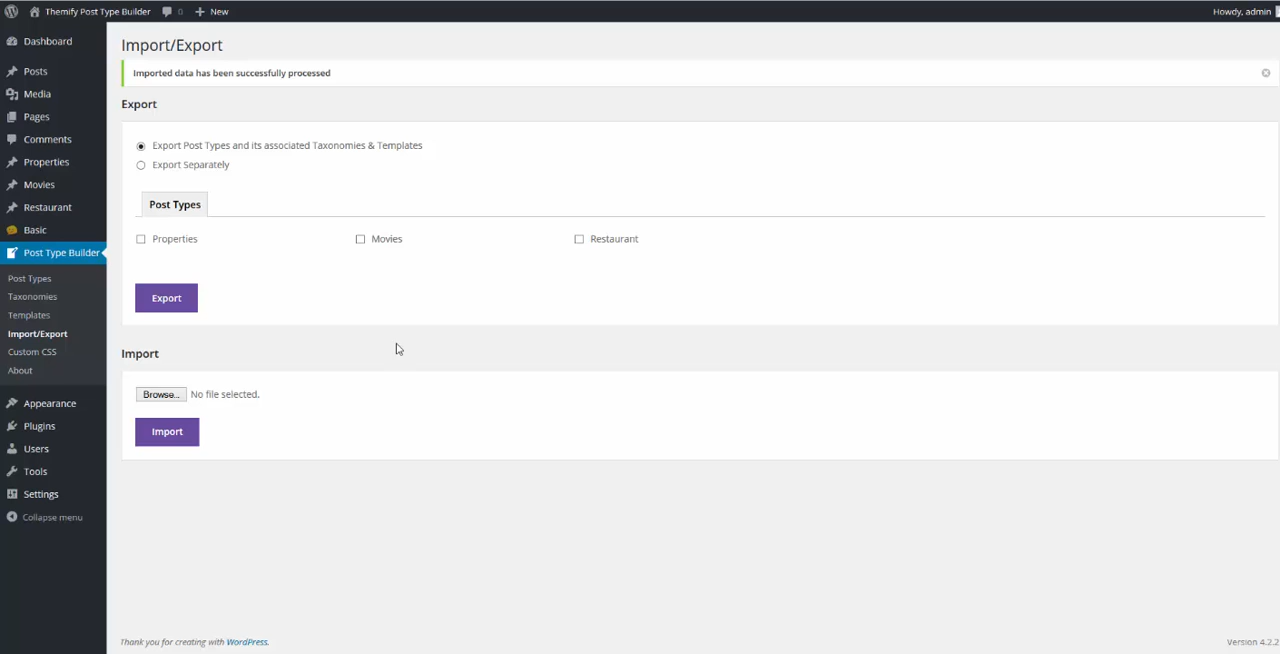 Themify Post Type Builder 0 New Howdy, admin
Dashboard
Posts
Media
Pages
Comments
Properties
Movies
Restaurant
Basic
Post Type Builder
Post Types
Taxonomies
Templates
Import/Export
Custom CSS
About
Appearance
Plugins
Users
Tools
Settings
Collapse menu
Import/Export
Imported data has been successfully processed
Export
Export Post Types and its associated Taxonomies & Templates
Export Separately
Post Types
Properties Movies Restaurant
Export
Import
Browse... No file selected.
Import
Thank you for creating with WordPress. Version 4.2.2